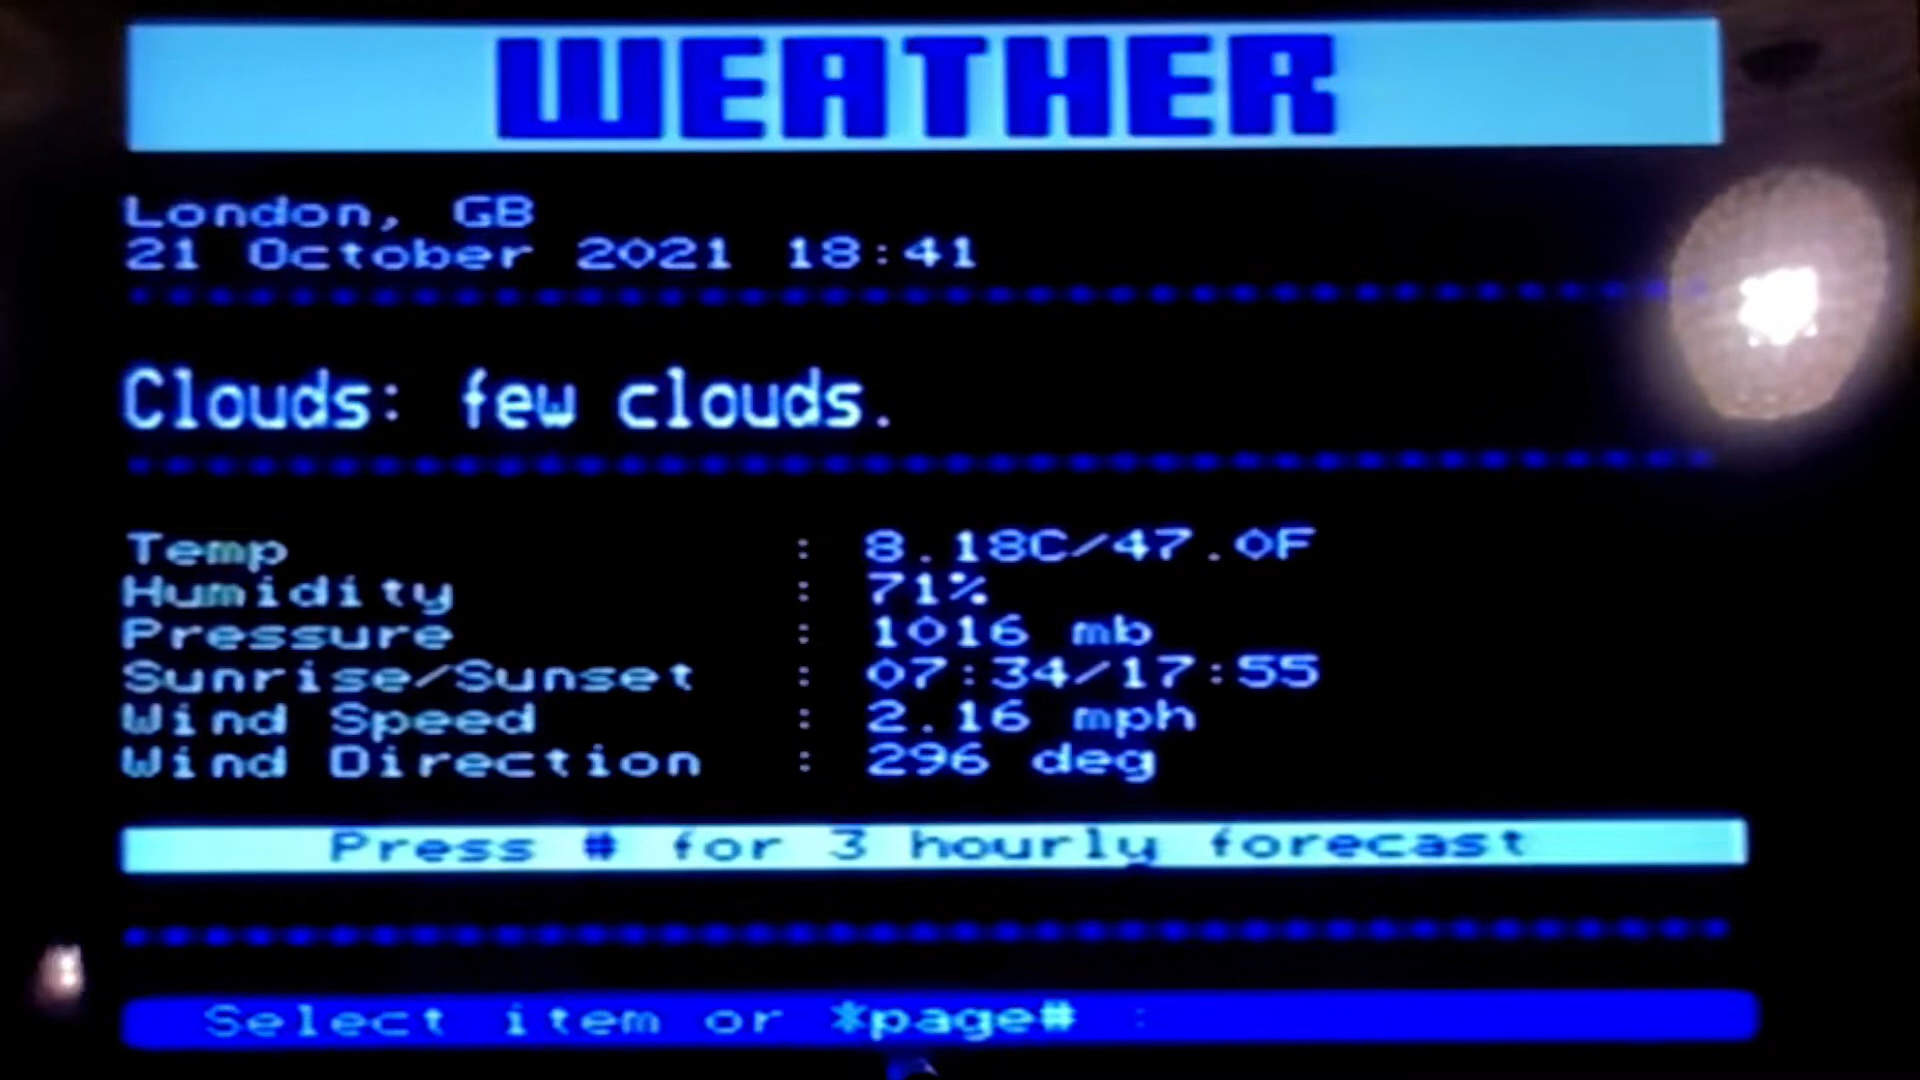 WEATHER
London, GB
21 October 2021 18:41
Clouds: few clouds.
Temp : 8.18C/47.0F
Humidity : 71%
Pressure : 1016 mb
Sunrise/Sunset : 07:34/17:55
Wind Speed : 2.16 mph
Wind Direction : 296 deg
Press # for 3 hourly forecast
Select item or *page# :